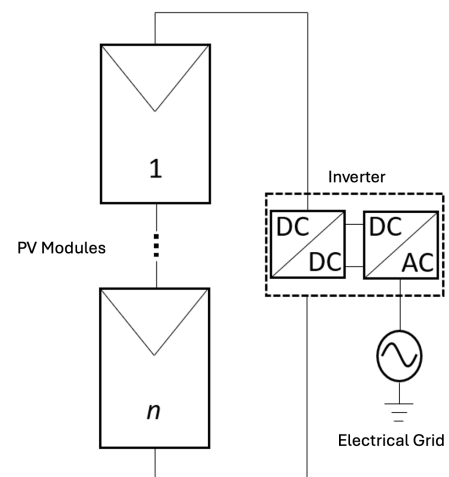 1
Inverter
DC
DC
DC
AC
PV Modules
n
Electrical Grid